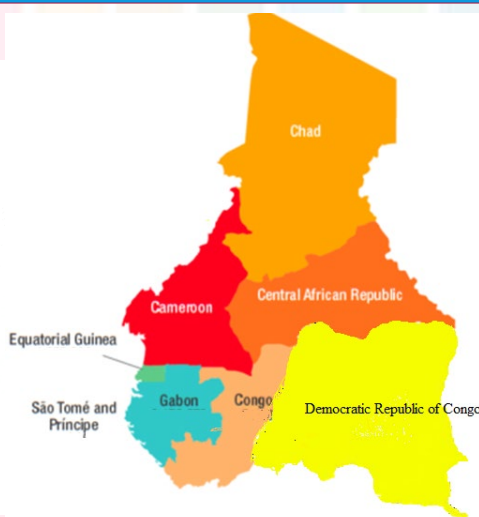 Chad
Central African Republic
Cameroon
Equatorial Guinea
Gabon
Congo
São Tomé and
Príncipe
Democratic Republic of Congo